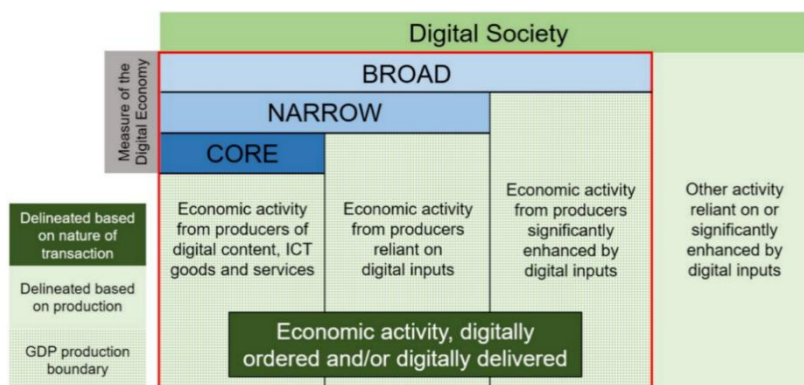 Digital Society
Measure of the
Digital Economy
BROAD
NARROW
CORE
Economic activity
from producers of
digital content, ICT
goods and services
Economic activity
from producers
reliant on
digital inputs
Economic activity
from producers
significantly
enhanced by
digital inputs
Other activity
reliant on or
significantly
enhanced by
digital inputs
Delineated based
on nature of
transaction
Delineated based
on production
GDP production
boundary
Economic activity, digitally
ordered and/or digitally delivered